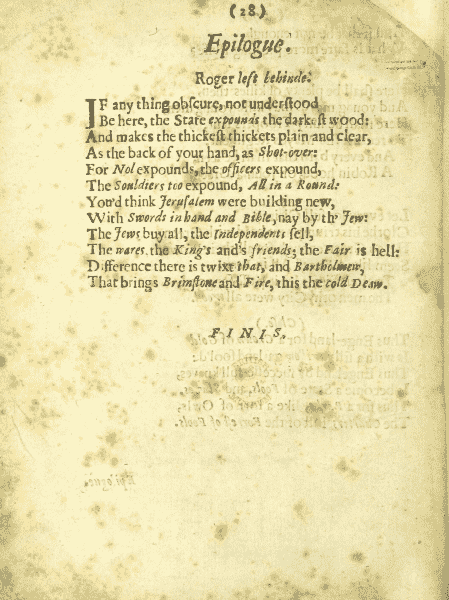 (28)
Epilogue.
Roger left behinde.
IF any thing obscure, not understood
Be here, the State expounds the darkest wood:
And makes the thickest thickets plain and clear,
As the back of your hand, as Shot-over:
For Nol expounds, the officers expound,
The Souldiers too expound, All in a Round:
You'd think Jerusalem were building new,
With Swords in hand and Bible, nay by th' Jew:
The Jews buy all, the Independents sell,
The wares, the King's and's friends; the Fair is hell:
Difference there is twixt that, and Bartholmew,
That brings Brimstone and Fire, this the cold Deaw.
FINIS.